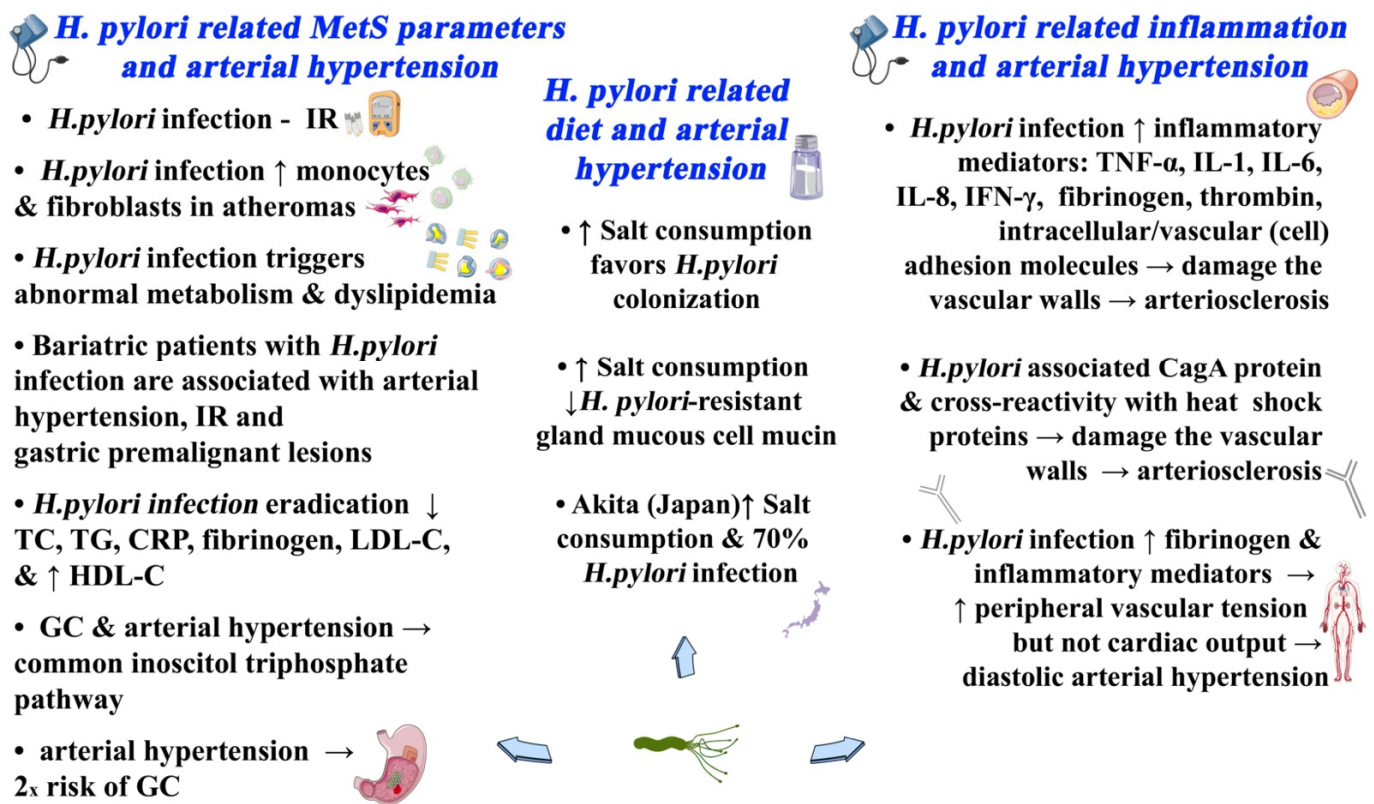 H. pylori related MetS parameters
and arterial hypertension
• H.pylori infection - IR
• H.pylori infection ↑ monocytes
& fibroblasts in atheromas
• H.pylori infection triggers
abnormal metabolism & dyslipidemia
• Bariatric patients with H.pylori
infection are associated with arterial
hypertension, IR and
gastric premalignant lesions
• H.pylori infection eradication ↓
TC, TG, CRP, fibrinogen, LDL-C,
& ↑ HDL-C
• GC & arterial hypertension →
common inoscitol triphosphate
pathway
• arterial hypertension →
2x risk of GC
H. pylori related
diet and arterial
hypertension
• ↑ Salt consumption
favors H.pylori
colonization
• ↑ Salt consumption
↓H. pylori-resistant
gland mucous cell mucin
• Akita (Japan)↑ Salt
consumption & 70%
H.pylori infection
H. pylori related inflammation
and arterial hypertension
• H.pylori infection ↑ inflammatory
mediators: TNF-α, IL-1, IL-6,
IL-8, IFN-γ, fibrinogen, thrombin,
intracellular/vascular (cell)
adhesion molecules → damage the
vascular walls → arteriosclerosis
• H.pylori associated CagA protein
& cross-reactivity with heat shock
proteins → damage the vascular
walls → arteriosclerosis
• H.pylori infection ↑ fibrinogen &
inflammatory mediators →
↑ peripheral vascular tension
but not cardiac output →
diastolic arterial hypertension